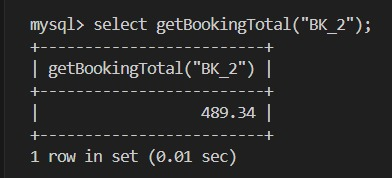 mysql> select getBookingTotal("BK_2");
+-------------------------+
| getBookingTotal("BK_2") |
+-------------------------+
|                  489.34 |
+-------------------------+
1 row in set (0.01 sec)